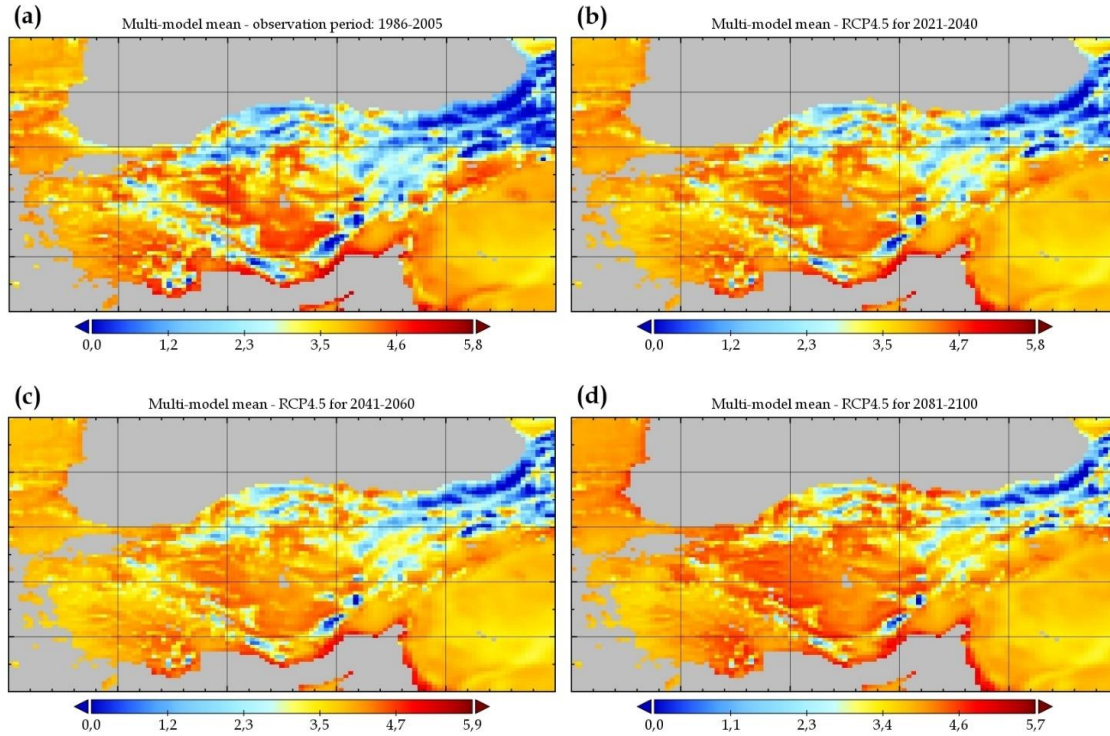 (a) Multi-model mean - observation period: 1986-2005
(b) Multi-model mean - RCP4.5 for 2021-2040
0,0 1,2 2,3 3,5 4,6 5,8
0,0 1,2 2,3 3,5 4,7 5,8
(c) Multi-model mean - RCP4.5 for 2041-2060
(d) Multi-model mean - RCP4.5 for 2081-2100
0,0 1,2 2,3 3,5 4,7 5,9
0,0 1,1 2,3 3,4 4,6 5,7